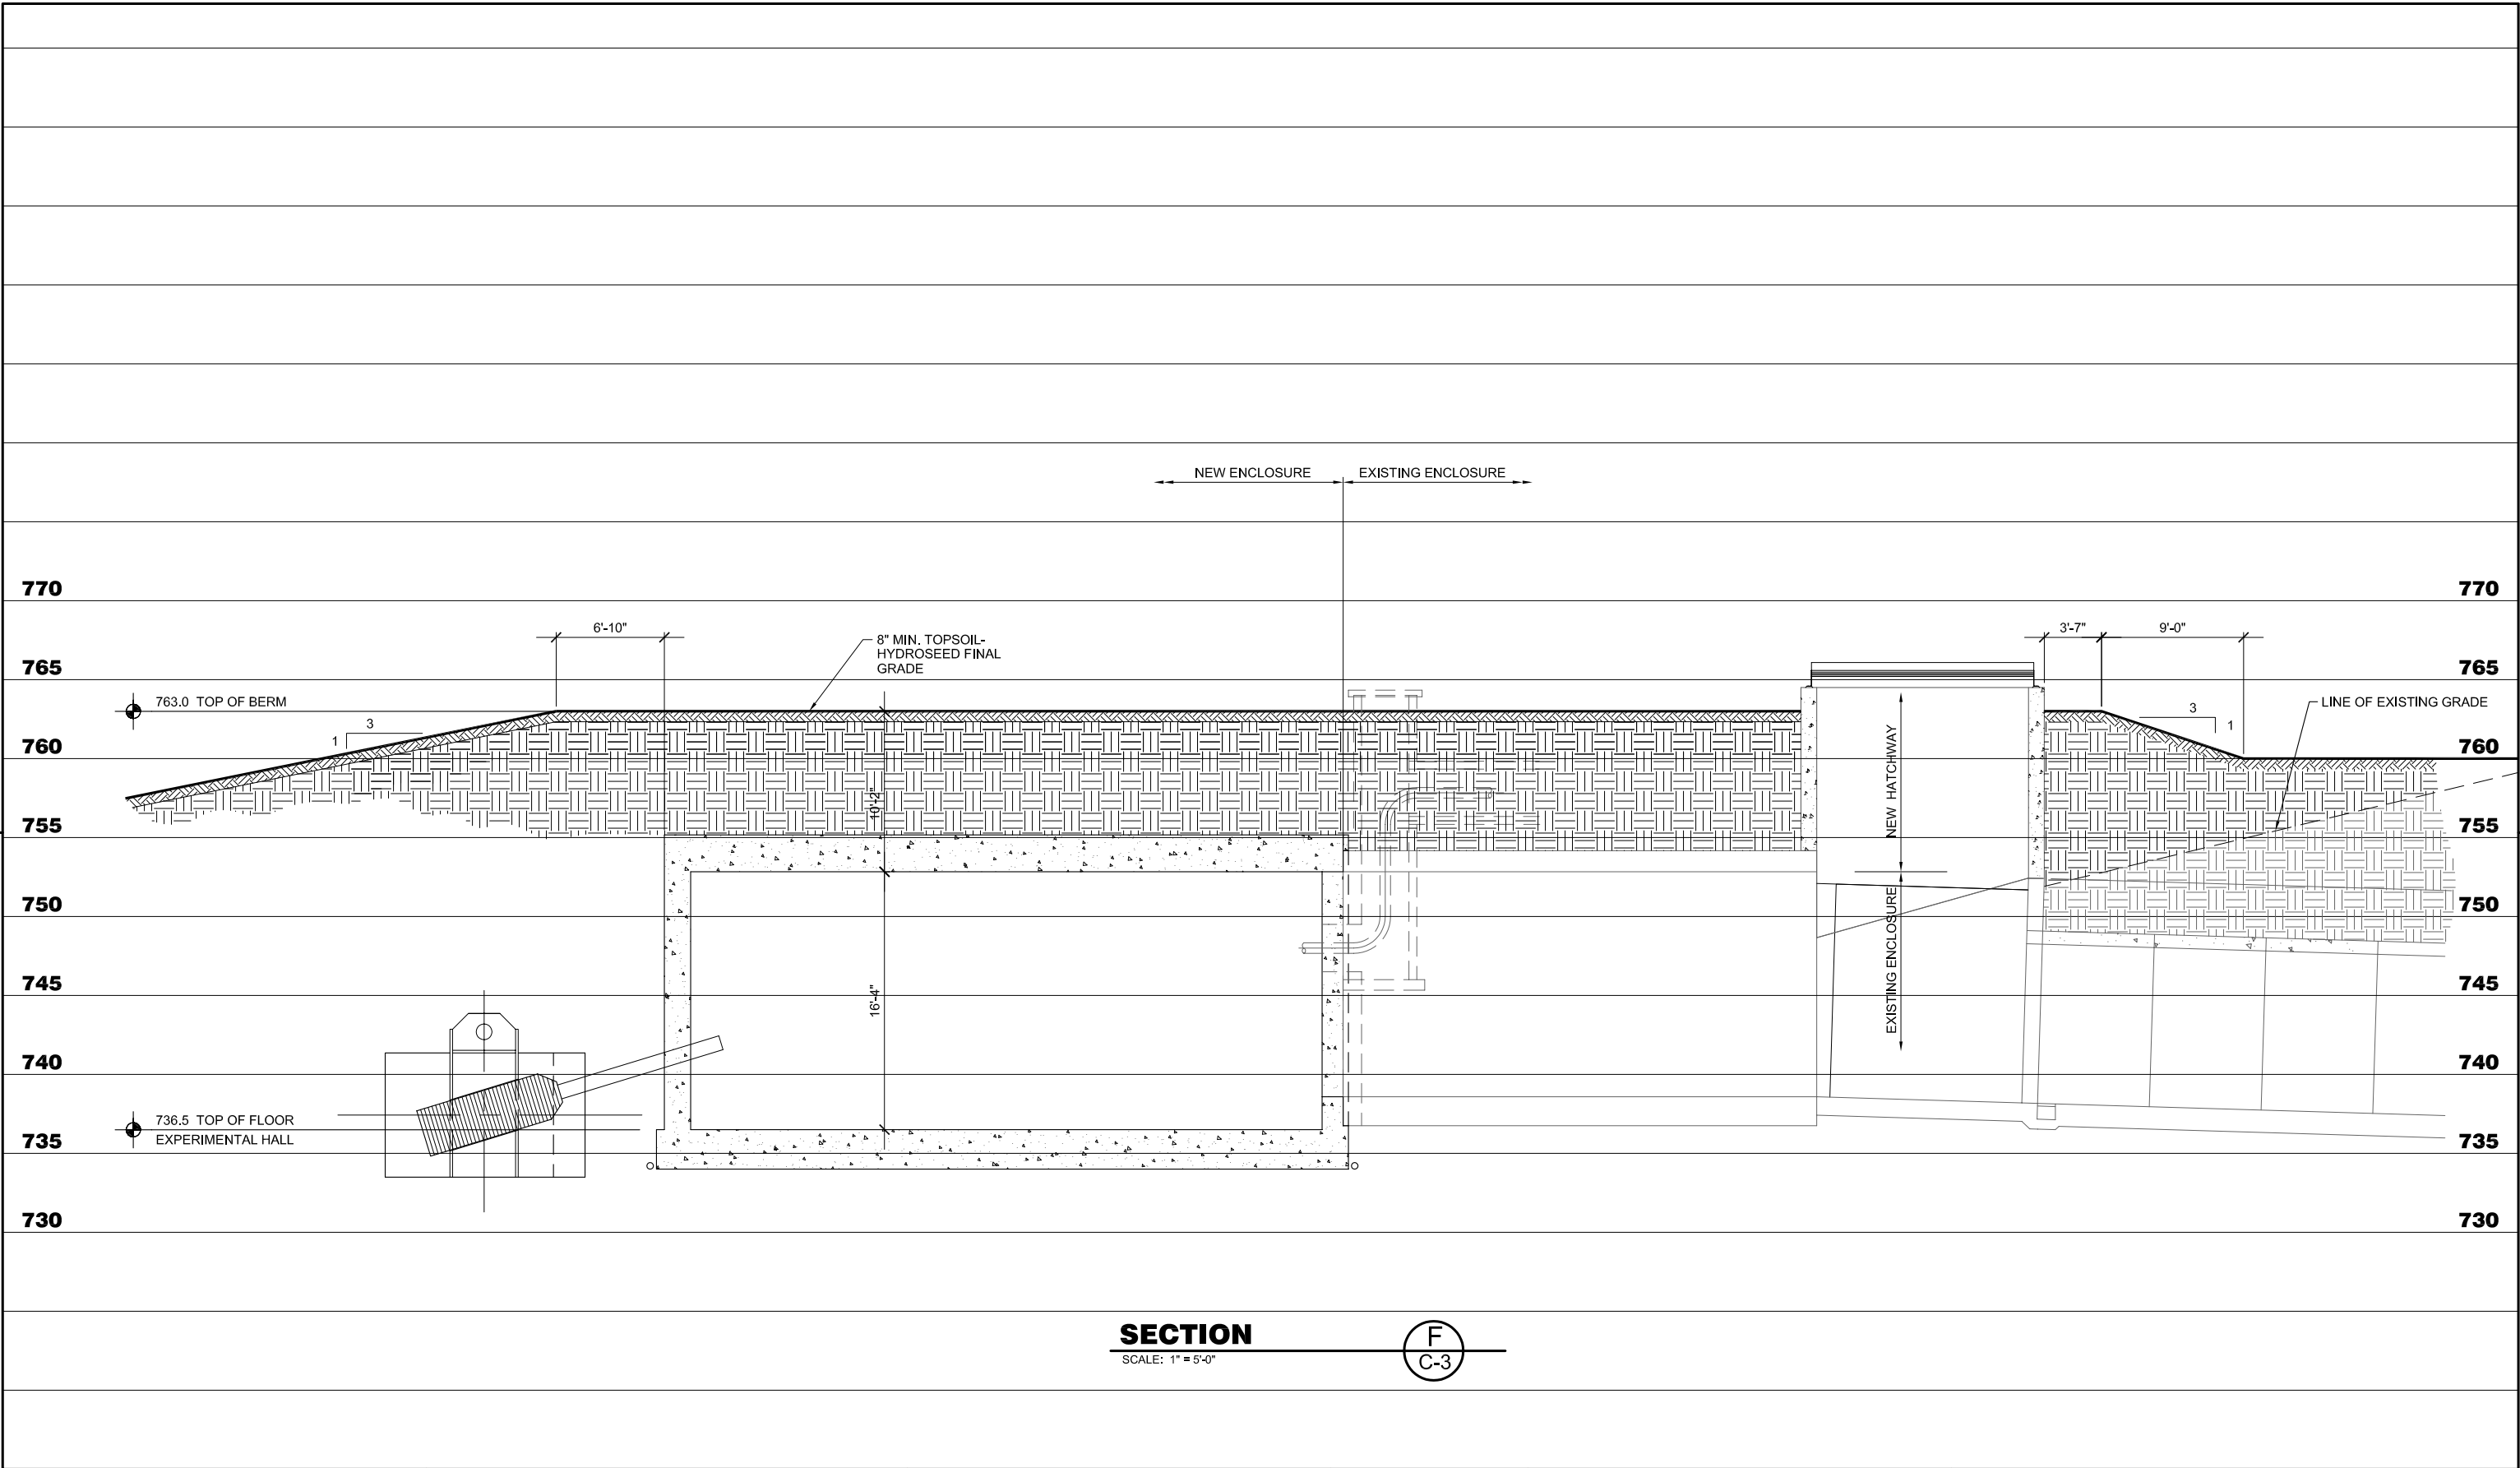 NEW ENCLOSURE
EXISTING ENCLOSURE
770
770
6'-10"
8" MIN. TOPSOIL-
HYDROSEED FINAL
GRADE
3'-7"
9'-0"
765
765
763.0 TOP OF BERM
LINE OF EXISTING GRADE
3
1
3
1
760
760
NEW HATCHWAY
10'-2"
755
755
750
750
EXISTING ENCLOSURE
16'-4"
745
745
740
740
736.5 TOP OF FLOOR
EXPERIMENTAL HALL
735
735
730
730
SECTION
SCALE: 1" = 5'-0"
F
C-3